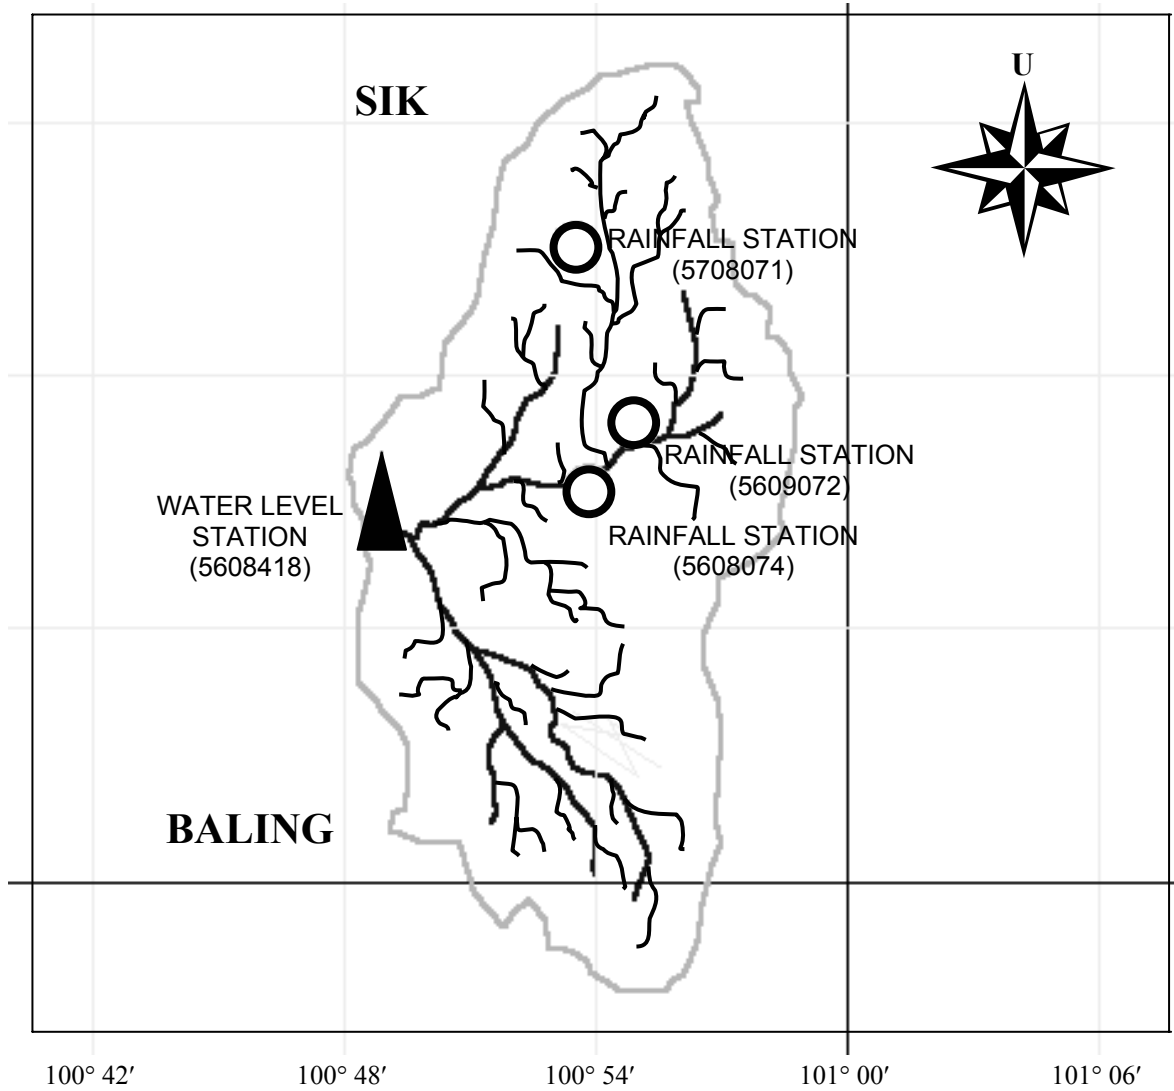 U
SIK
RAINFALL STATION
(5708071)
RAINFALL STATION
(5609072)
WATER LEVEL
STATION
(5608418)
RAINFALL STATION
(5608074)
BALING
100° 42′
100° 48′
100° 54′
101° 00′
101° 06′